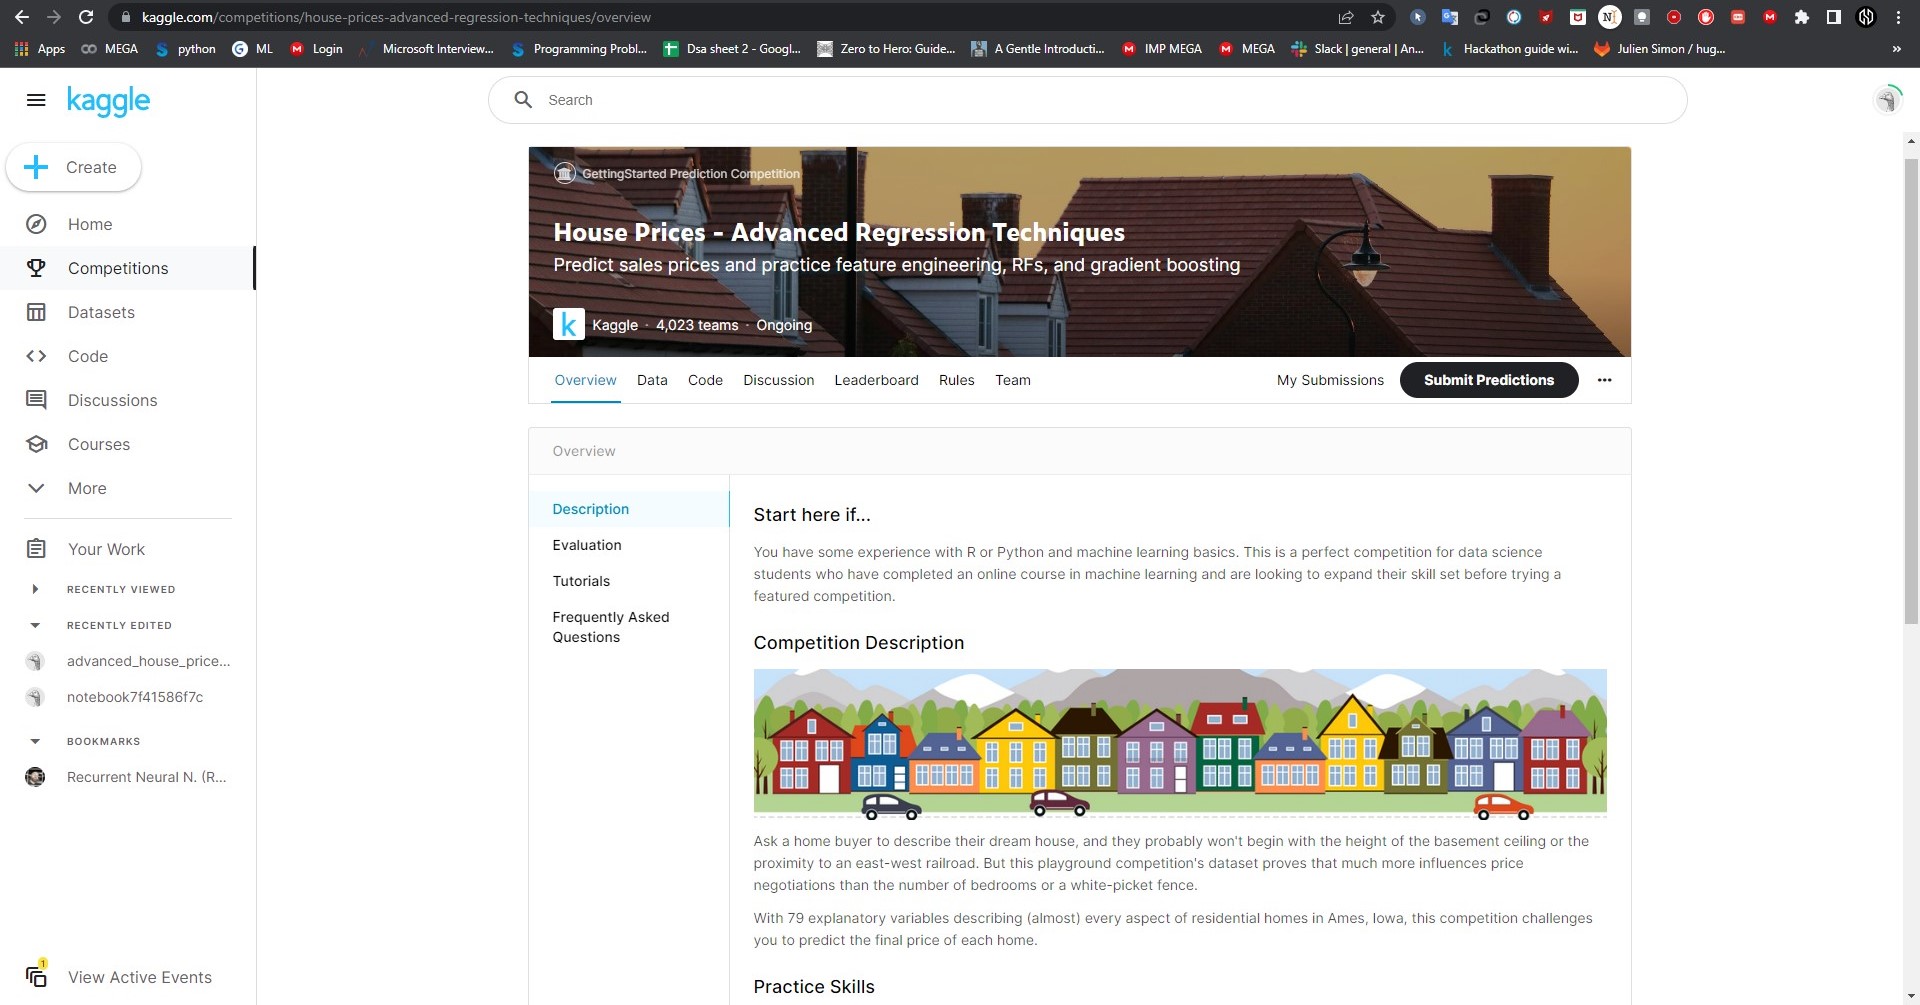 kaggle.com/competitions/house-prices-advanced-regression-techniques/overview
Apps MEGA python ML Login Microsoft Interview... Programming Probl... Dsa sheet 2 - Googl... Zero to Hero: Guide... A Gentle Introducti... IMP MEGA MEGA Slack | general | An... Hackathon guide wi... Julien Simon / hug... »
kaggle
Search
Create
Home
Competitions
Datasets
Code
Discussions
Courses
More
Your Work
RECENTLY VIEWED
RECENTLY EDITED
advanced_house_price...
notebook7f41586f7c
BOOKMARKS
Recurrent Neural N. (R...
1
View Active Events
GettingStarted Prediction Competition
House Prices - Advanced Regression Techniques
Predict sales prices and practice feature engineering, RFs, and gradient boosting
k Kaggle · 4,023 teams · Ongoing
Overview Data Code Discussion Leaderboard Rules Team My Submissions Submit Predictions
Overview
Description
Evaluation
Tutorials
Frequently Asked
Questions
Start here if...
You have some experience with R or Python and machine learning basics. This is a perfect competition for data science
students who have completed an online course in machine learning and are looking to expand their skill set before trying a
featured competition.
Competition Description
Ask a home buyer to describe their dream house, and they probably won't begin with the height of the basement ceiling or the
proximity to an east-west railroad. But this playground competition's dataset proves that much more influences price
negotiations than the number of bedrooms or a white-picket fence.
With 79 explanatory variables describing (almost) every aspect of residential homes in Ames, Iowa, this competition challenges
you to predict the final price of each home.
Practice Skills